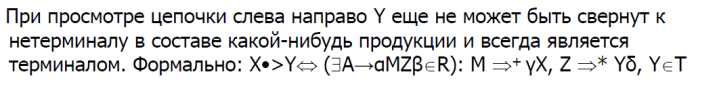 При просмотре цепочки слева направо Y еще не может быть свернут к
нетерминалу в составе какой-нибудь продукции и всегда является
терминалом. Формально: X•>Y⇔ (∃A→αMZβ∈R): M ⇒⁺ γX, Z ⇒* Yδ, Y∈T